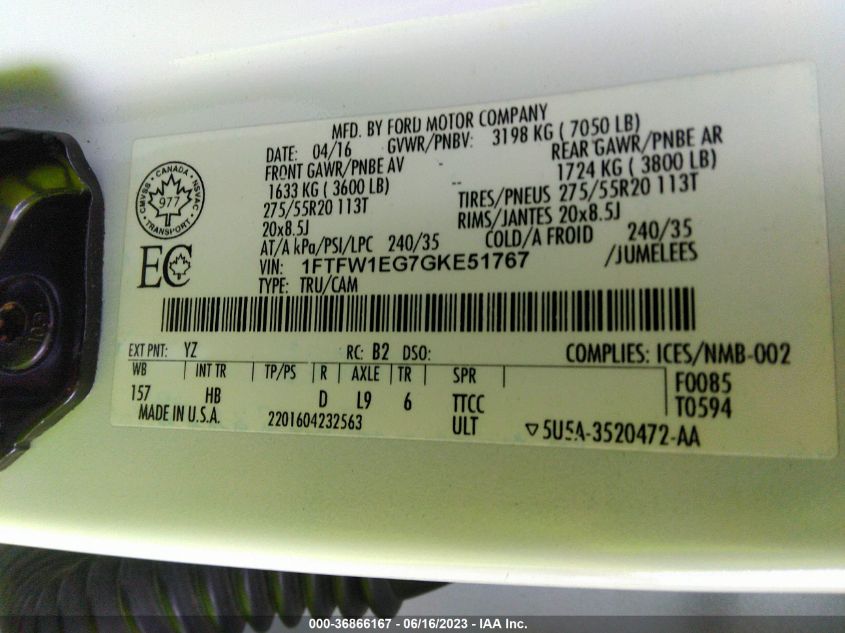 MFD. BY FORD MOTOR COMPANY
DATE: 04/16 GVWR/PNBV: 3198 KG ( 7050 LB)
FRONT GAWR/PNBE AV REAR GAWR/PNBE AR
1633 KG ( 3600 LB) 1724 KG ( 3800 LB)
275/55R20 113T TIRES/PNEUS 275/55R20 113T
20x8.5J RIMS/JANTES 20x8.5J
AT/A kPa/PSI/LPC 240/35 COLD/A FROID 240/35
VIN: 1FTFW1EG7GKE51767 /JUMELEES
TYPE: TRU/CAM
CANADA
CMVSS NSVAC
977
TRANSPORT
EC
EXT PNT: YZ RC: B2 DSO: COMPLIES: ICES/NMB-002
WB INT TR TP/PS R AXLE TR SPR F0085
157 HB D L9 6 TTCC T0594
MADE IN U.S.A. 2201604232563 ULT ▽5U5A-3520472-AA
000-36866167 - 06/16/2023 - IAA Inc.